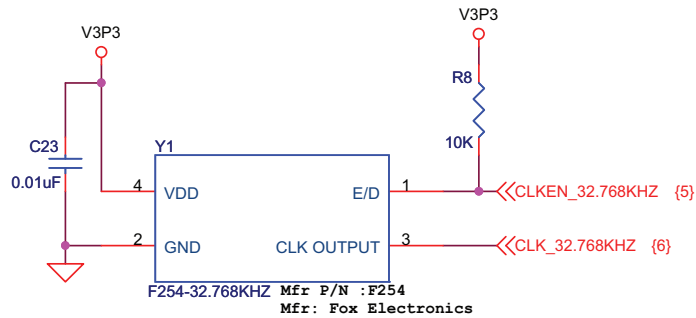 V3P3
V3P3
R8
10K
C23
0.01uF
Y1
4 VDD
E/D 1
CLKEN_32.768KHZ {5}
2 GND
CLK OUTPUT 3
CLK_32.768KHZ {6}
F254-32.768KHZ Mfr P/N :F254
Mfr: Fox Electronics